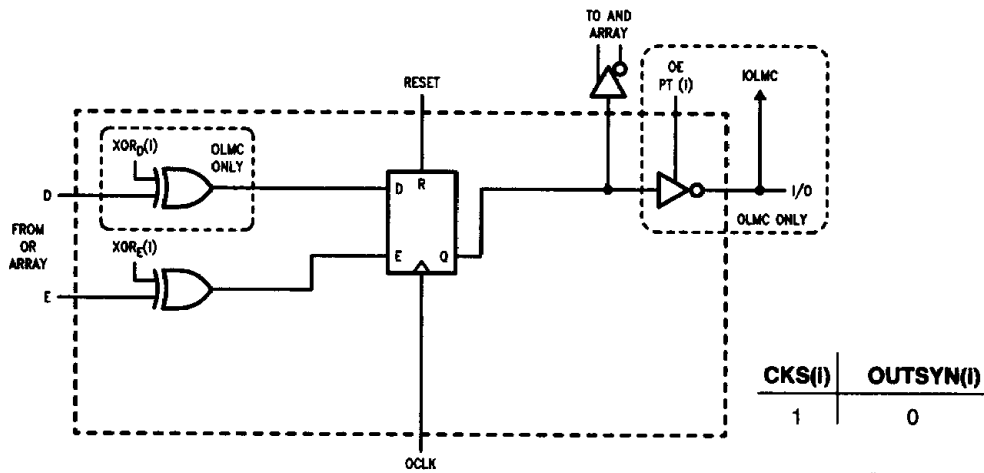 TO AND
ARRAY
OE
PT (i)
IOLMC
RESET
XOR_D(i)
OLMC
ONLY
D
D R
I/O
OLMC ONLY
FROM
OR
ARRAY
XOR_E(i)
E Q
E
CKS(i) OUTSYN(i)
1 0
OCLK